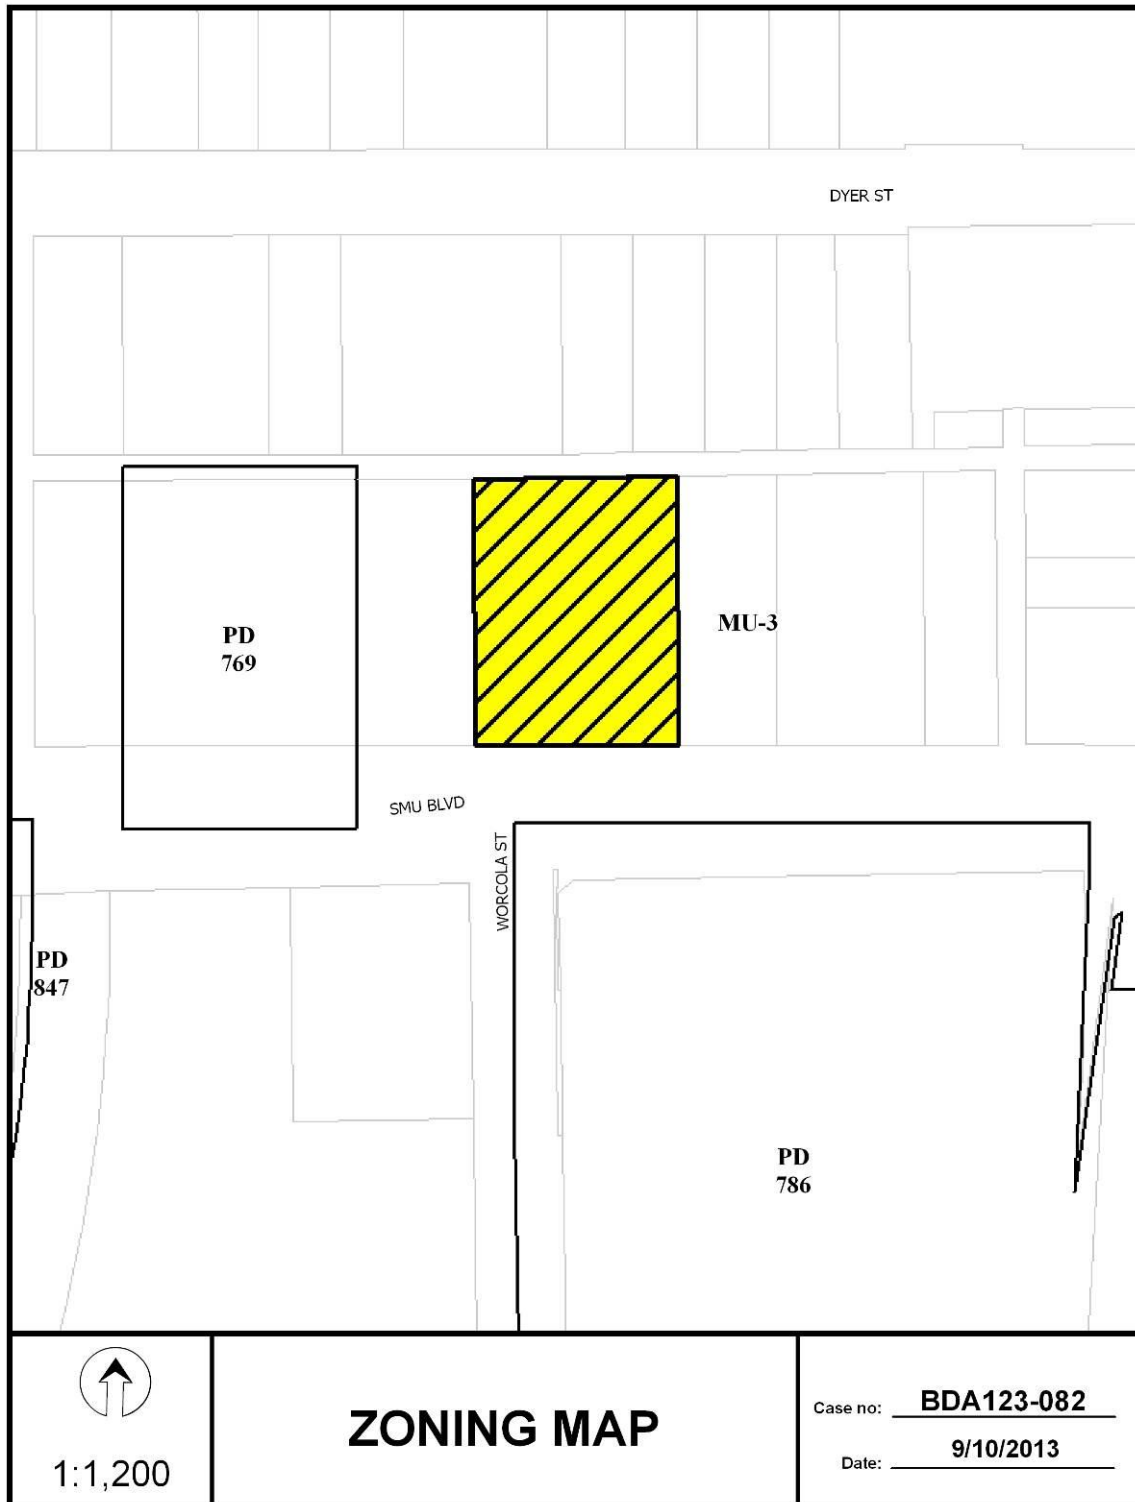 DYER ST
PD
769
MU-3
SMU BLVD
WORCOLA ST
PD
847
PD
786
1:1,200
ZONING MAP
Case no: BDA123-082
Date: 9/10/2013